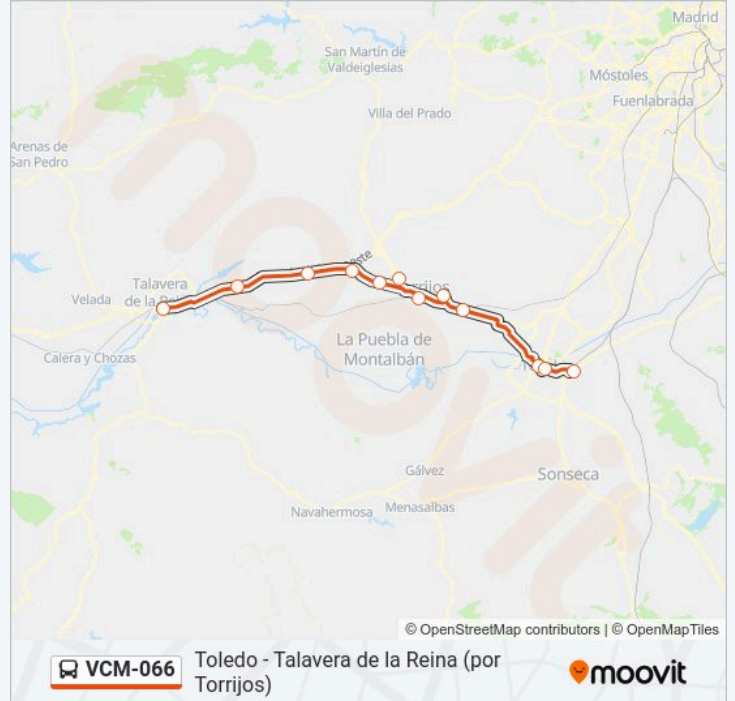 Madrid
San Martín de
Valdeiglesias
Móstoles
Fuenlabrada
Villa del Prado
Arenas de
San Pedro
Talavera
de la
Velada
La Puebla de
Montalbán
Calera y Chozas
Gálvez
Sonseca
Navahermosa
Menasalbas
moovit
© OpenStreetMap contributors | © OpenMapTiles
VCM-066
Toledo - Talavera de la Reina (por
Torrijos)
moovit